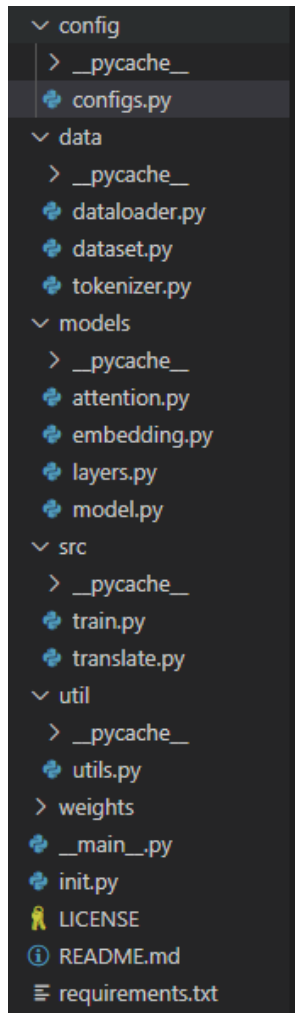 config
__pycache__
configs.py
data
__pycache__
dataloader.py
dataset.py
tokenizer.py
models
__pycache__
attention.py
embedding.py
layers.py
model.py
src
__pycache__
train.py
translate.py
util
__pycache__
utils.py
weights
__main__.py
init.py
LICENSE
README.md
requirements.txt